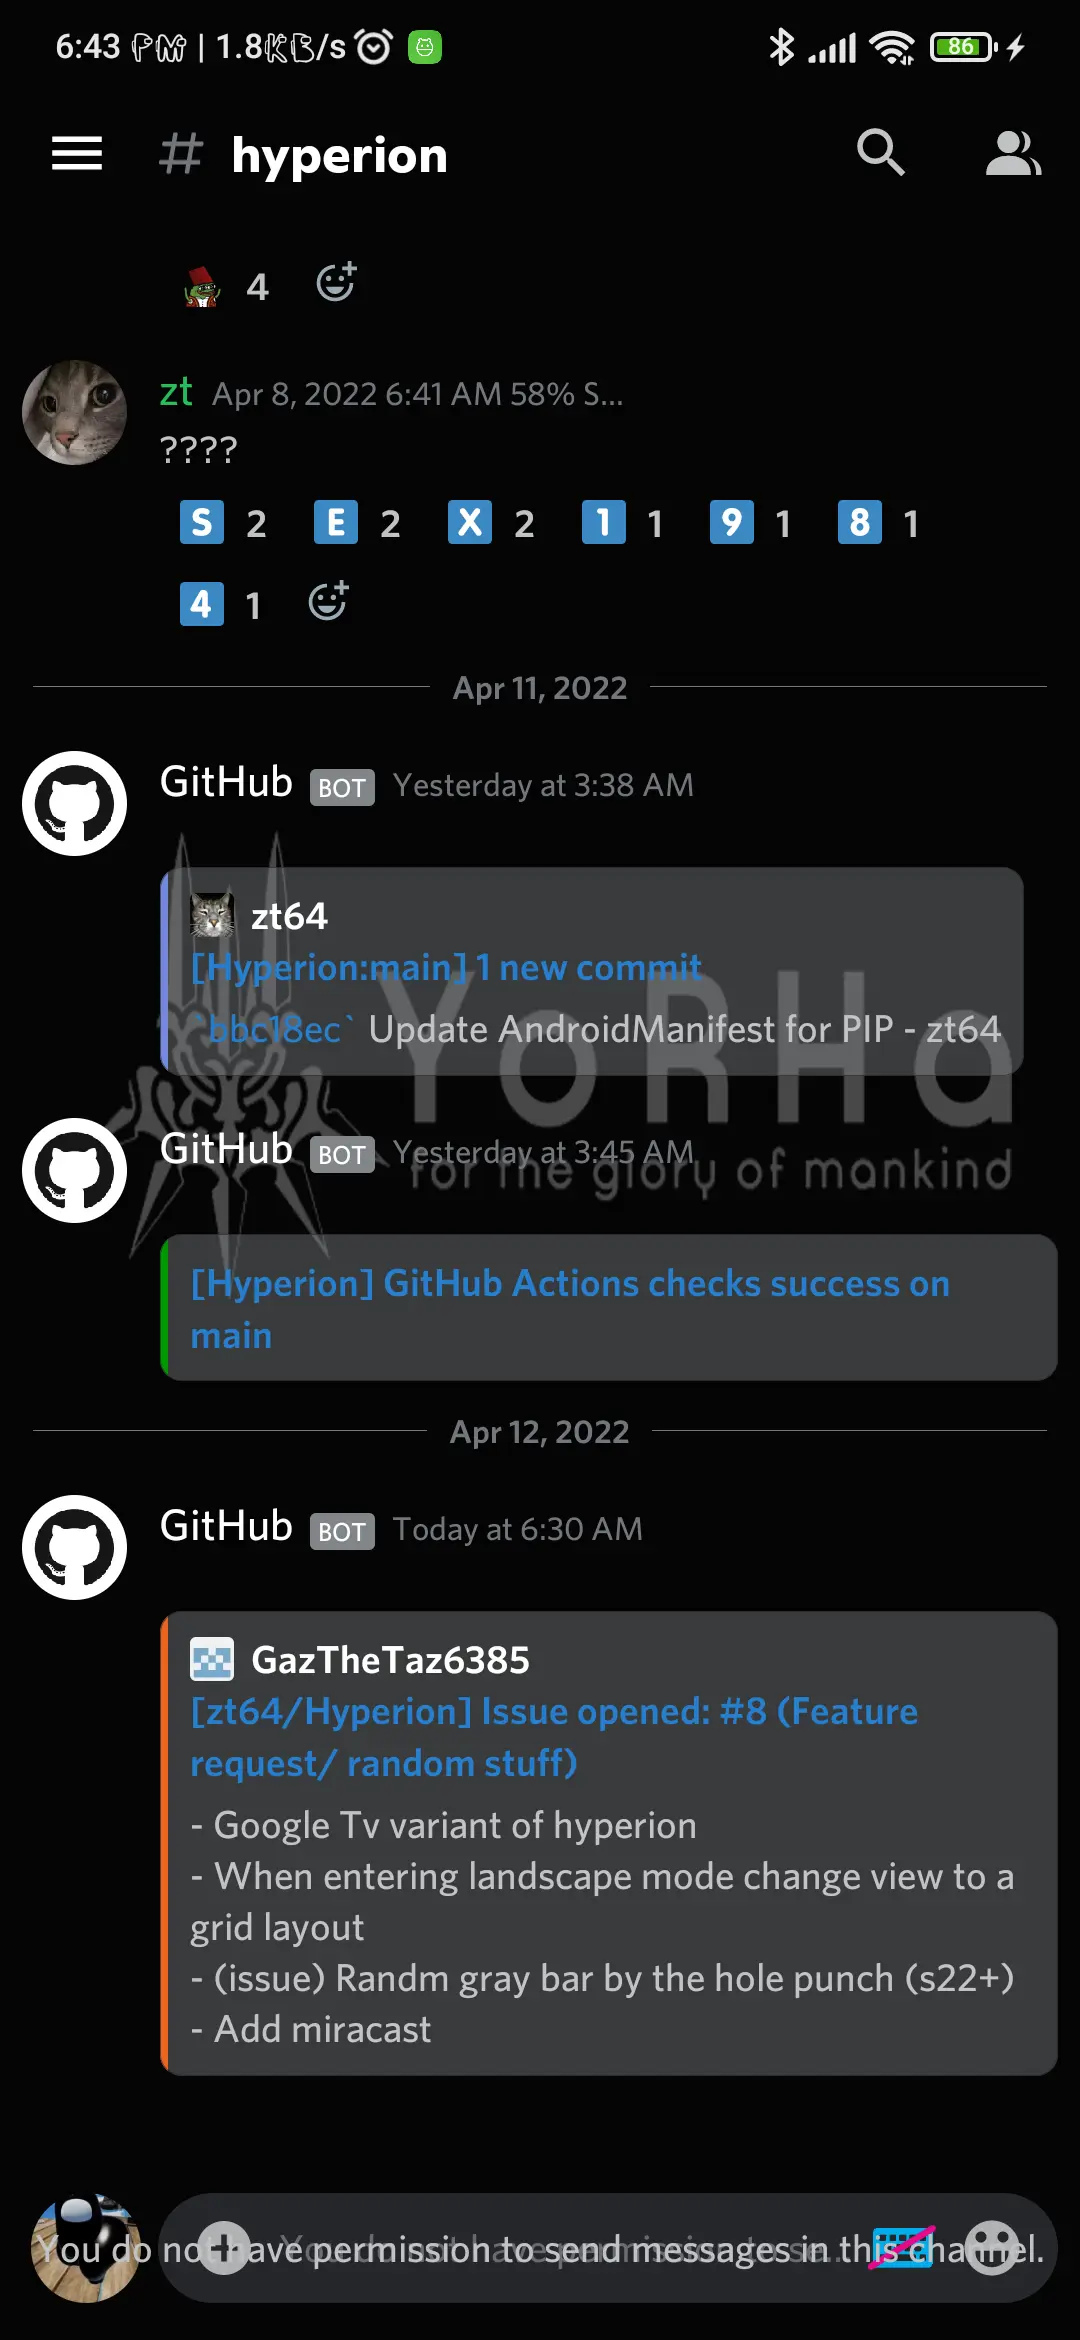 6:43 PM | 1.8KB/s
86
# hyperion
4
zt Apr 8, 2022 6:41 AM 58% S...
????
S 2 E 2 X 2 1 1 9 1 8 1
4 1
Apr 11, 2022
GitHub BOT Yesterday at 3:38 AM
zt64
[Hyperion:main] 1 new commit
`bbc18ec` Update AndroidManifest for PIP - zt64
YoRHa
GitHub BOT Yesterday at 3:45 AM
for the glory of mankind
[Hyperion] GitHub Actions checks success on
main
Apr 12, 2022
GitHub BOT Today at 6:30 AM
GazTheTaz6385
[zt64/Hyperion] Issue opened: #8 (Feature
request/ random stuff)
- Google Tv variant of hyperion
- When entering landscape mode change view to a
grid layout
- (issue) Randm gray bar by the hole punch (s22+)
- Add miracast
You do not have permission to send messages in this channel.